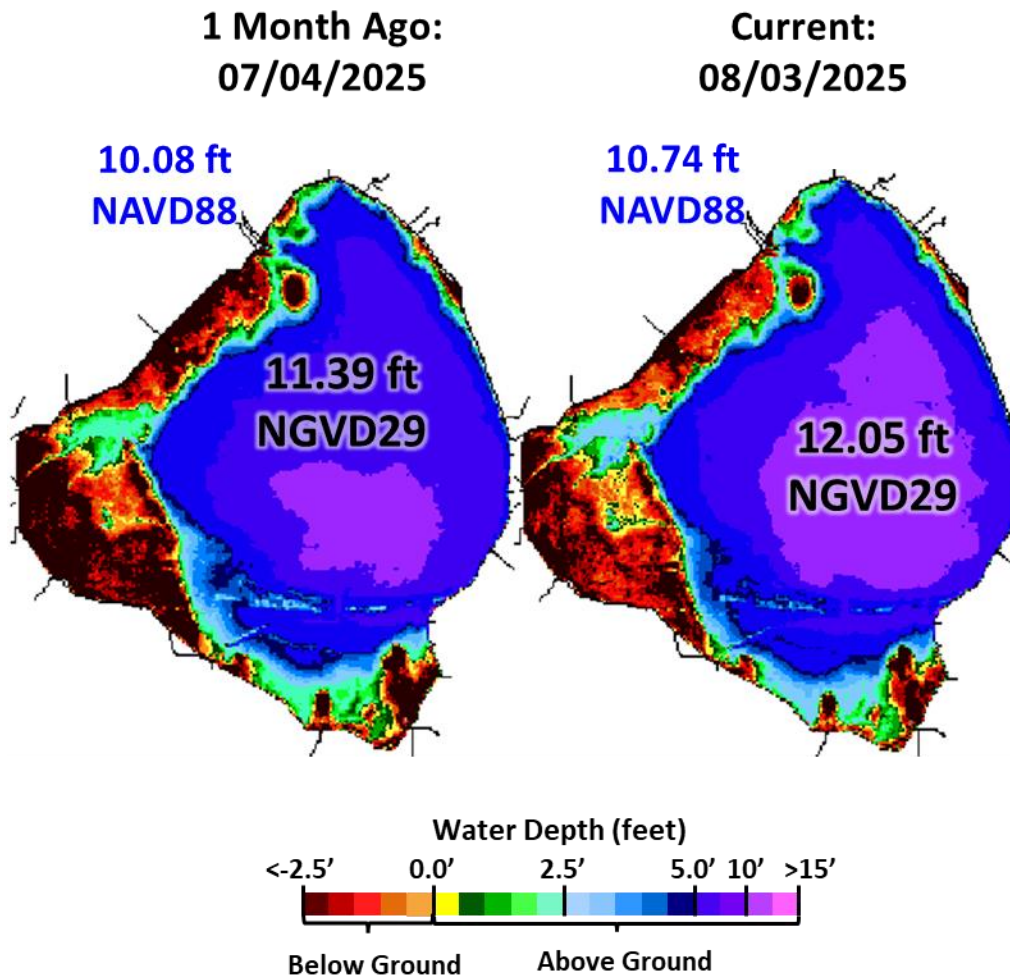 1 Month Ago:
07/04/2025
Current:
08/03/2025
10.08 ft
NAVD88
10.74 ft
NAVD88
11.39 ft
NGVD29
12.05 ft
NGVD29
Water Depth (feet)
<-2.5’ 0.0’ 2.5’ 5.0’ 10’ >15’
Below Ground Above Ground